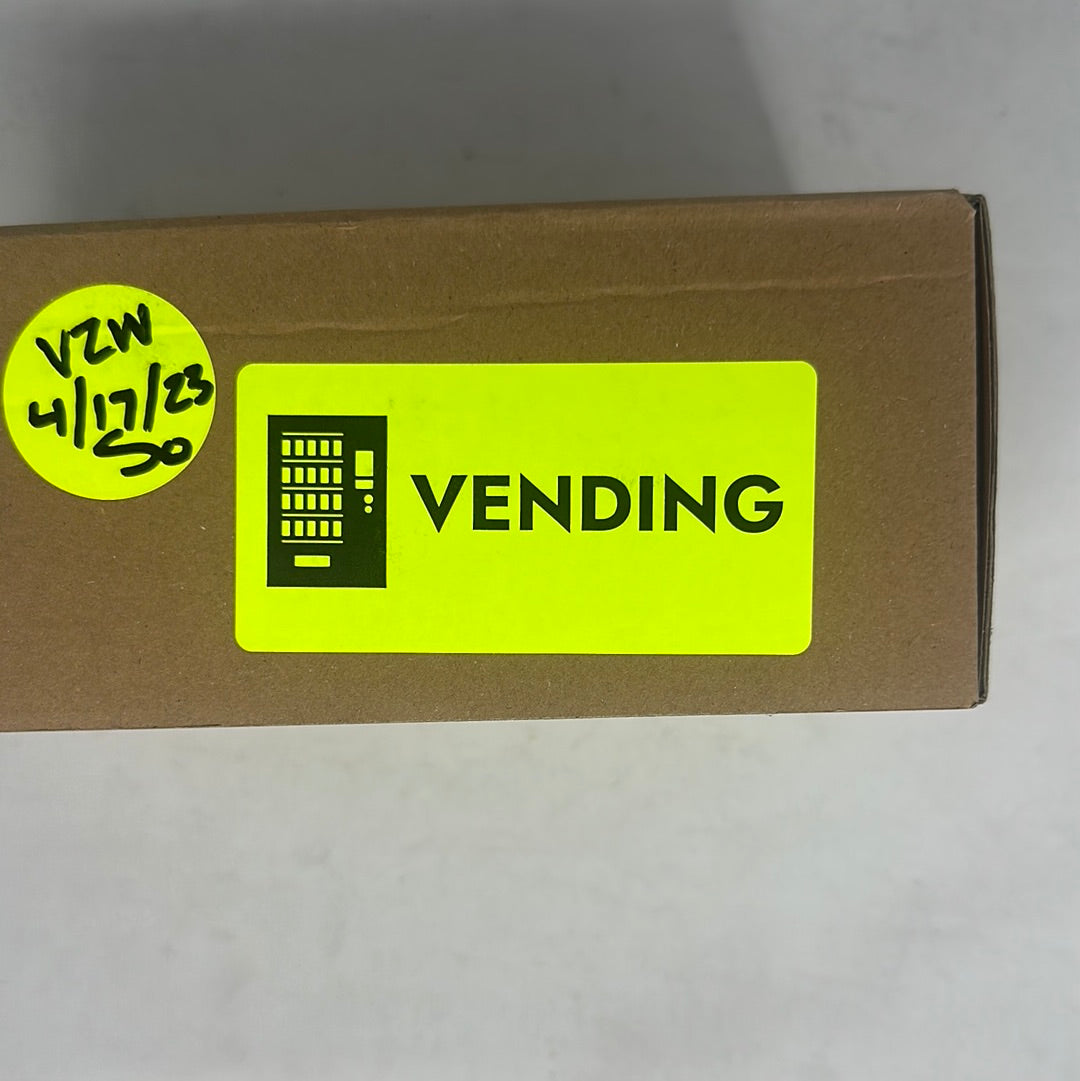 VZW
4/17/23
SO
VENDING